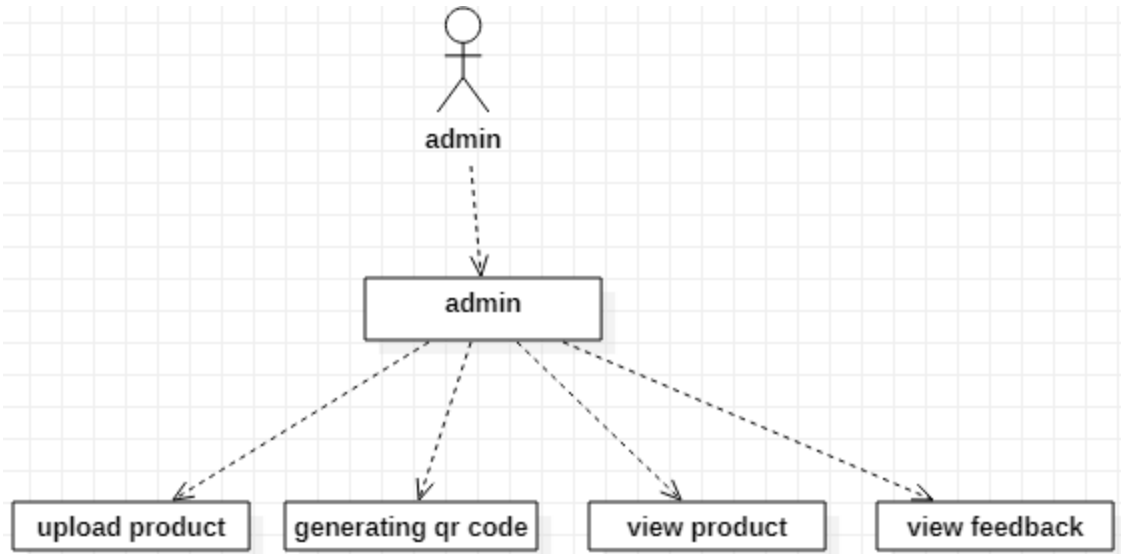 admin
admin
upload product
generating qr code
view product
view feedback